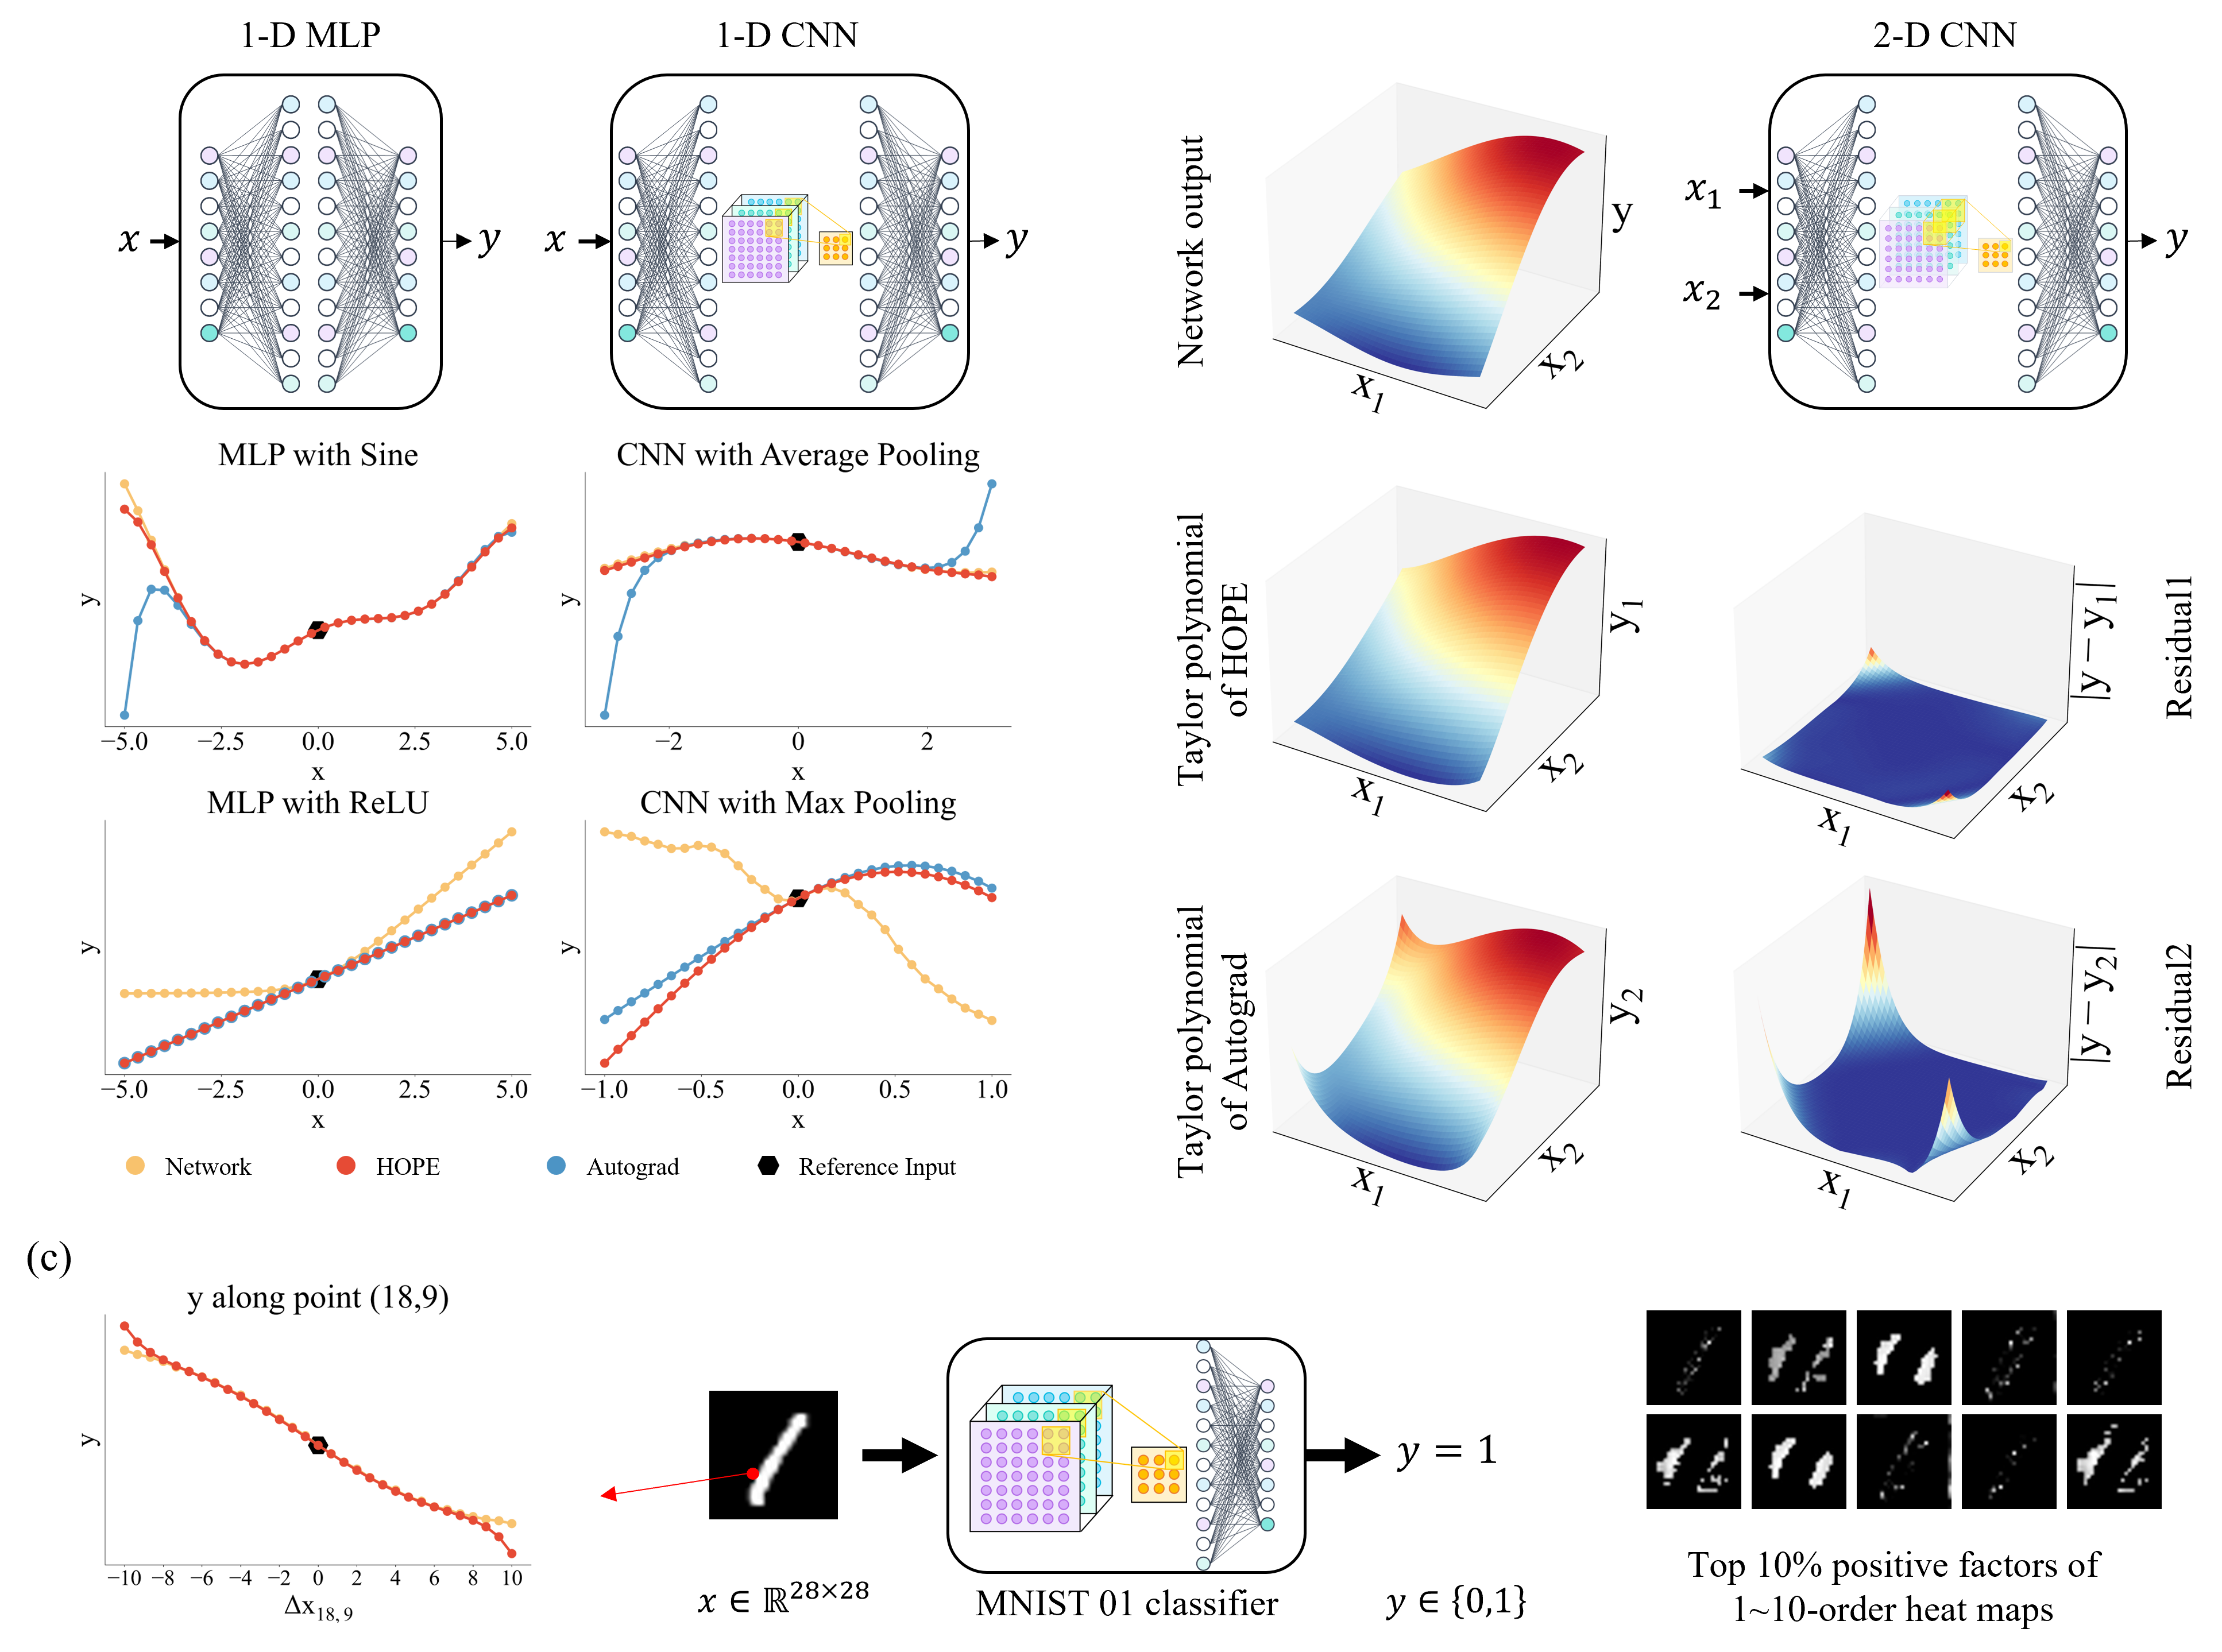 1-D MLP
1-D CNN
2-D CNN
x
y
x
y
Network output
y
x1
x2
x1
x2
y
MLP with Sine
y
−5.0 −2.5 0.0 2.5 5.0
x
CNN with Average Pooling
y
−2 0 2
x
Taylor polynomial
of HOPE
y1
x1
x2
|y − y1|
x1
x2
Residual1
MLP with ReLU
y
−5.0 −2.5 0.0 2.5 5.0
x
CNN with Max Pooling
y
−1.0 −0.5 0.0 0.5 1.0
x
Taylor polynomial
of Autograd
y2
x1
x2
|y − y2|
x1
x2
Residual2
Network HOPE Autograd Reference Input
(c)
y along point (18,9)
y
−10 −8 −6 −4 −2 0 2 4 6 8 10
Δx18, 9
x ∈ ℝ28×28
MNIST 01 classifier
y = 1
y ∈ {0,1}
Top 10% positive factors of
1~10-order heat maps